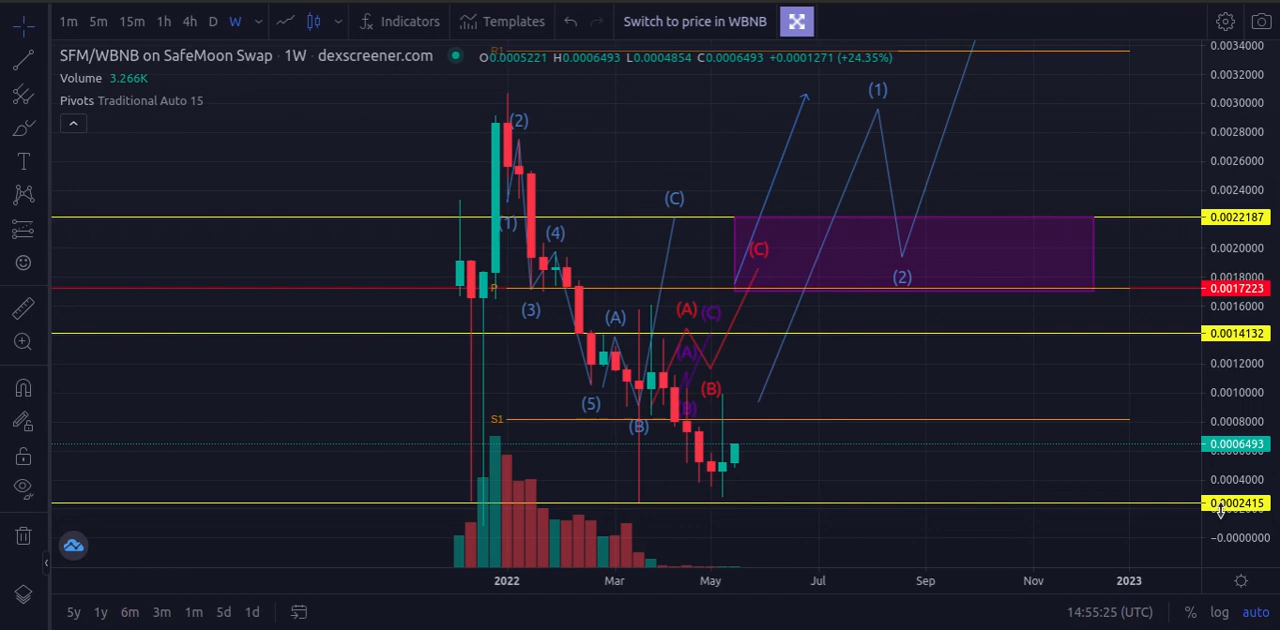 1m 5m 15m 1h 4h D W Indicators Templates Switch to price in WBNB
SFM/WBNB on SafeMoon Swap · 1W · dexscreener.com O0.0005221 H0.0006493 L0.0004854 C0.0006493 +0.0001271 (+24.35%)
Volume 3.266K
Pivots Traditional Auto 15
R1
0.0034000
0.0032000
0.0030000
0.0028000
0.0026000
0.0024000
0.0022187
0.0020000
0.0018000
0.0017223
0.0016000
0.0014132
0.0012000
0.0010000
0.0008000
0.0006493
0.0004000
0.0002415
−0.0000000
(2)
(1)
(1)
(C)
(4)
(C)
(2)
P
(3)
(A)
(A)
(C)
(A)
(B)
(5)
(B)
S1
(B)
2022 Mar May Jul Sep Nov 2023
5y 1y 6m 3m 1m 5d 1d 14:55:25 (UTC) % log auto